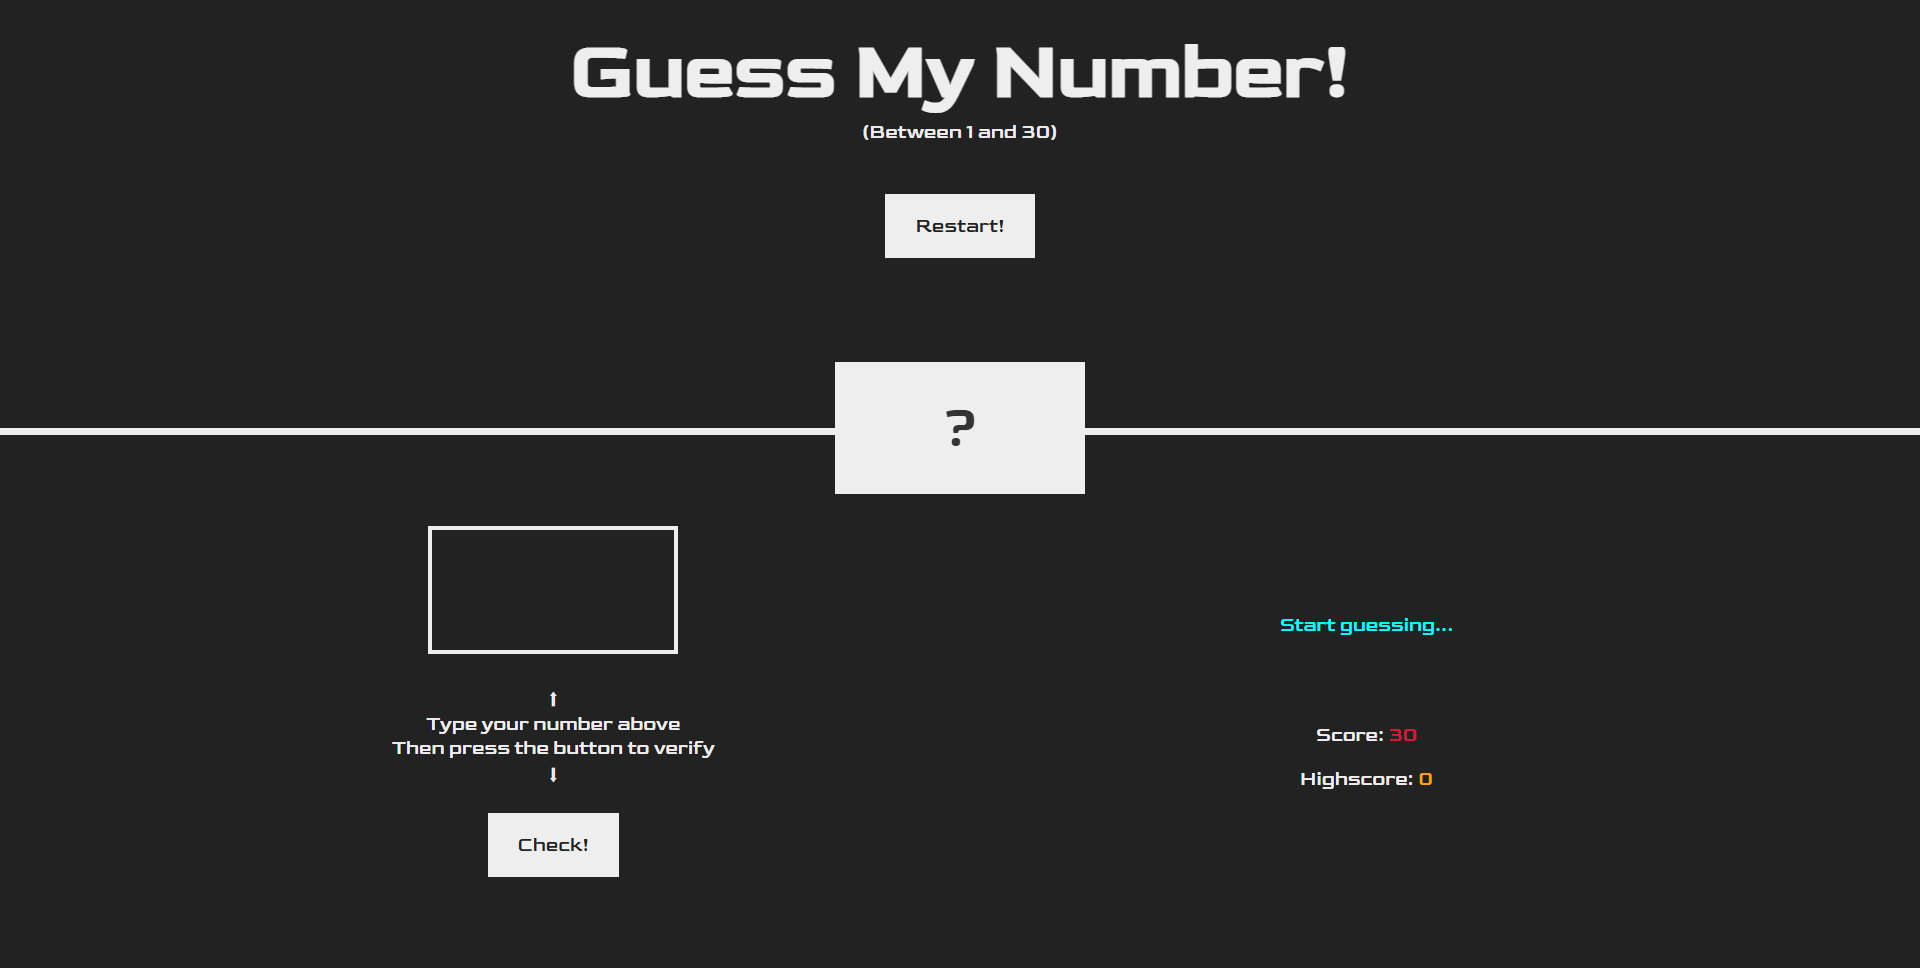 Guess My Number!
(Between 1 and 30)
Restart!
?
Start guessing...
⬆
Type your number above
Then press the button to verify
⬇
Score: 30
Highscore: 0
Check!